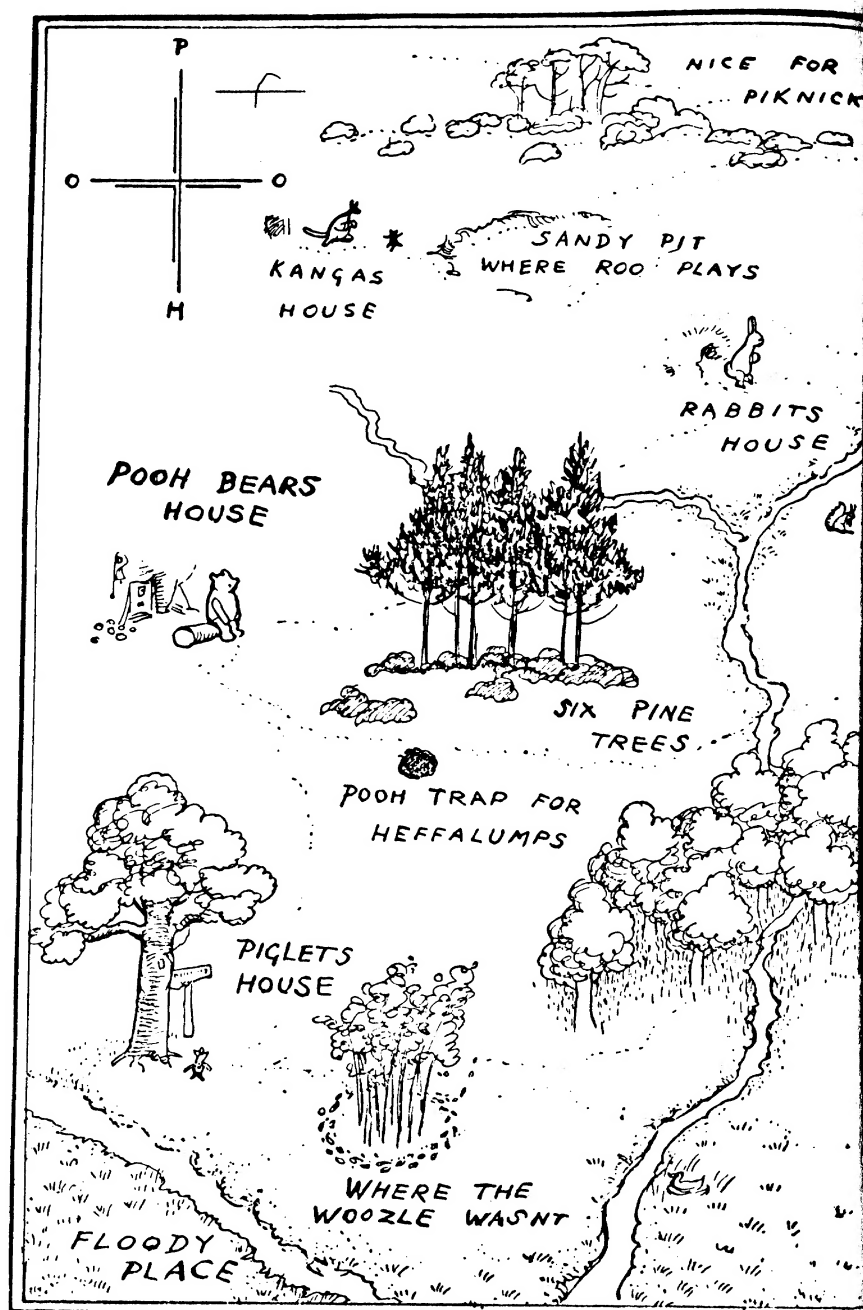 P
NICE FOR
PIKNICK
O O
SANDY PIT
WHERE ROO PLAYS
KANGAS
HOUSE
H
RABBITS
HOUSE
POOH BEARS
HOUSE
SIX PINE
TREES
POOH TRAP FOR
HEFFALUMPS
PIGLETS
HOUSE
WHERE THE
WOOZLE WASNT
FLOODY
PLACE